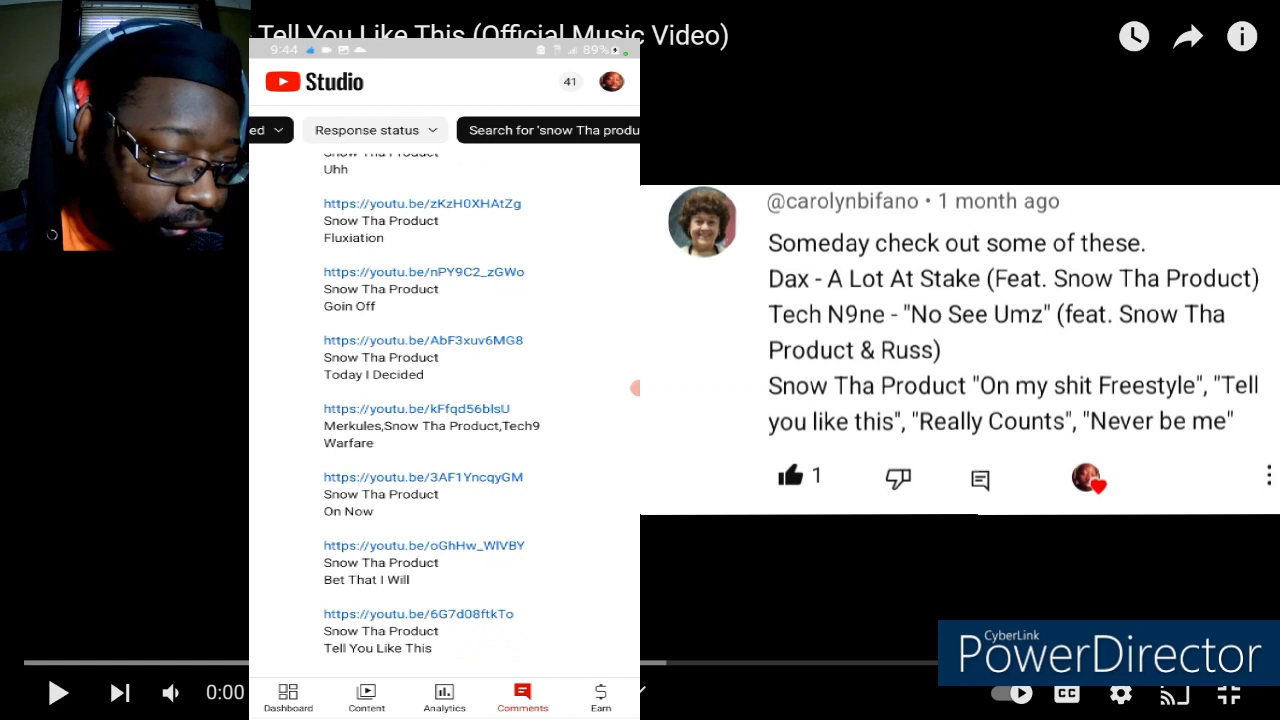 Tell You Like This (Official Music Video)
9:44
89%
Studio
41
ed
Response status
Search for 'snow Tha produ
Snow Tha Product
Uhh
https://youtu.be/zKzH0XHAtZg
Snow Tha Product
Fluxiation
https://youtu.be/nPY9C2_zGWo
Snow Tha Product
Goin Off
https://youtu.be/AbF3xuv6MG8
Snow Tha Product
Today I Decided
https://youtu.be/kFfqd56blsU
Merkules,Snow Tha Product,Tech9
Warfare
https://youtu.be/3AF1YncqyGM
Snow Tha Product
On Now
https://youtu.be/oGhHw_WlVBY
Snow Tha Product
Bet That I Will
https://youtu.be/6G7d08ftkTo
Snow Tha Product
Tell You Like This
Dashboard
Content
Analytics
Comments
Earn
@carolynbifano • 1 month ago
Someday check out some of these.
Dax - A Lot At Stake (Feat. Snow Tha Product)
Tech N9ne - "No See Umz" (feat. Snow Tha
Product & Russ)
Snow Tha Product "On my shit Freestyle", "Tell
you like this", "Really Counts", "Never be me"
1
CyberLink
PowerDirector
0:00
CC